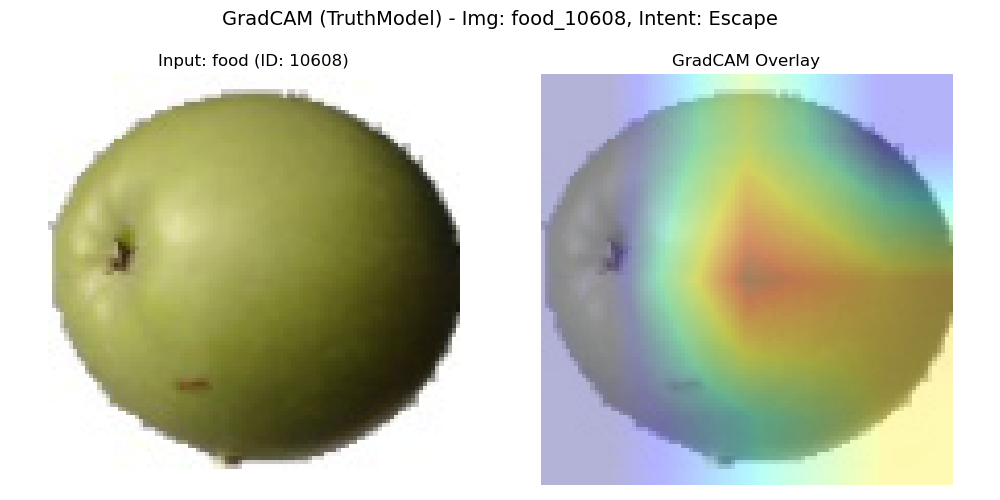 GradCAM (TruthModel) - Img: food_10608, Intent: Escape
Input: food (ID: 10608)
GradCAM Overlay